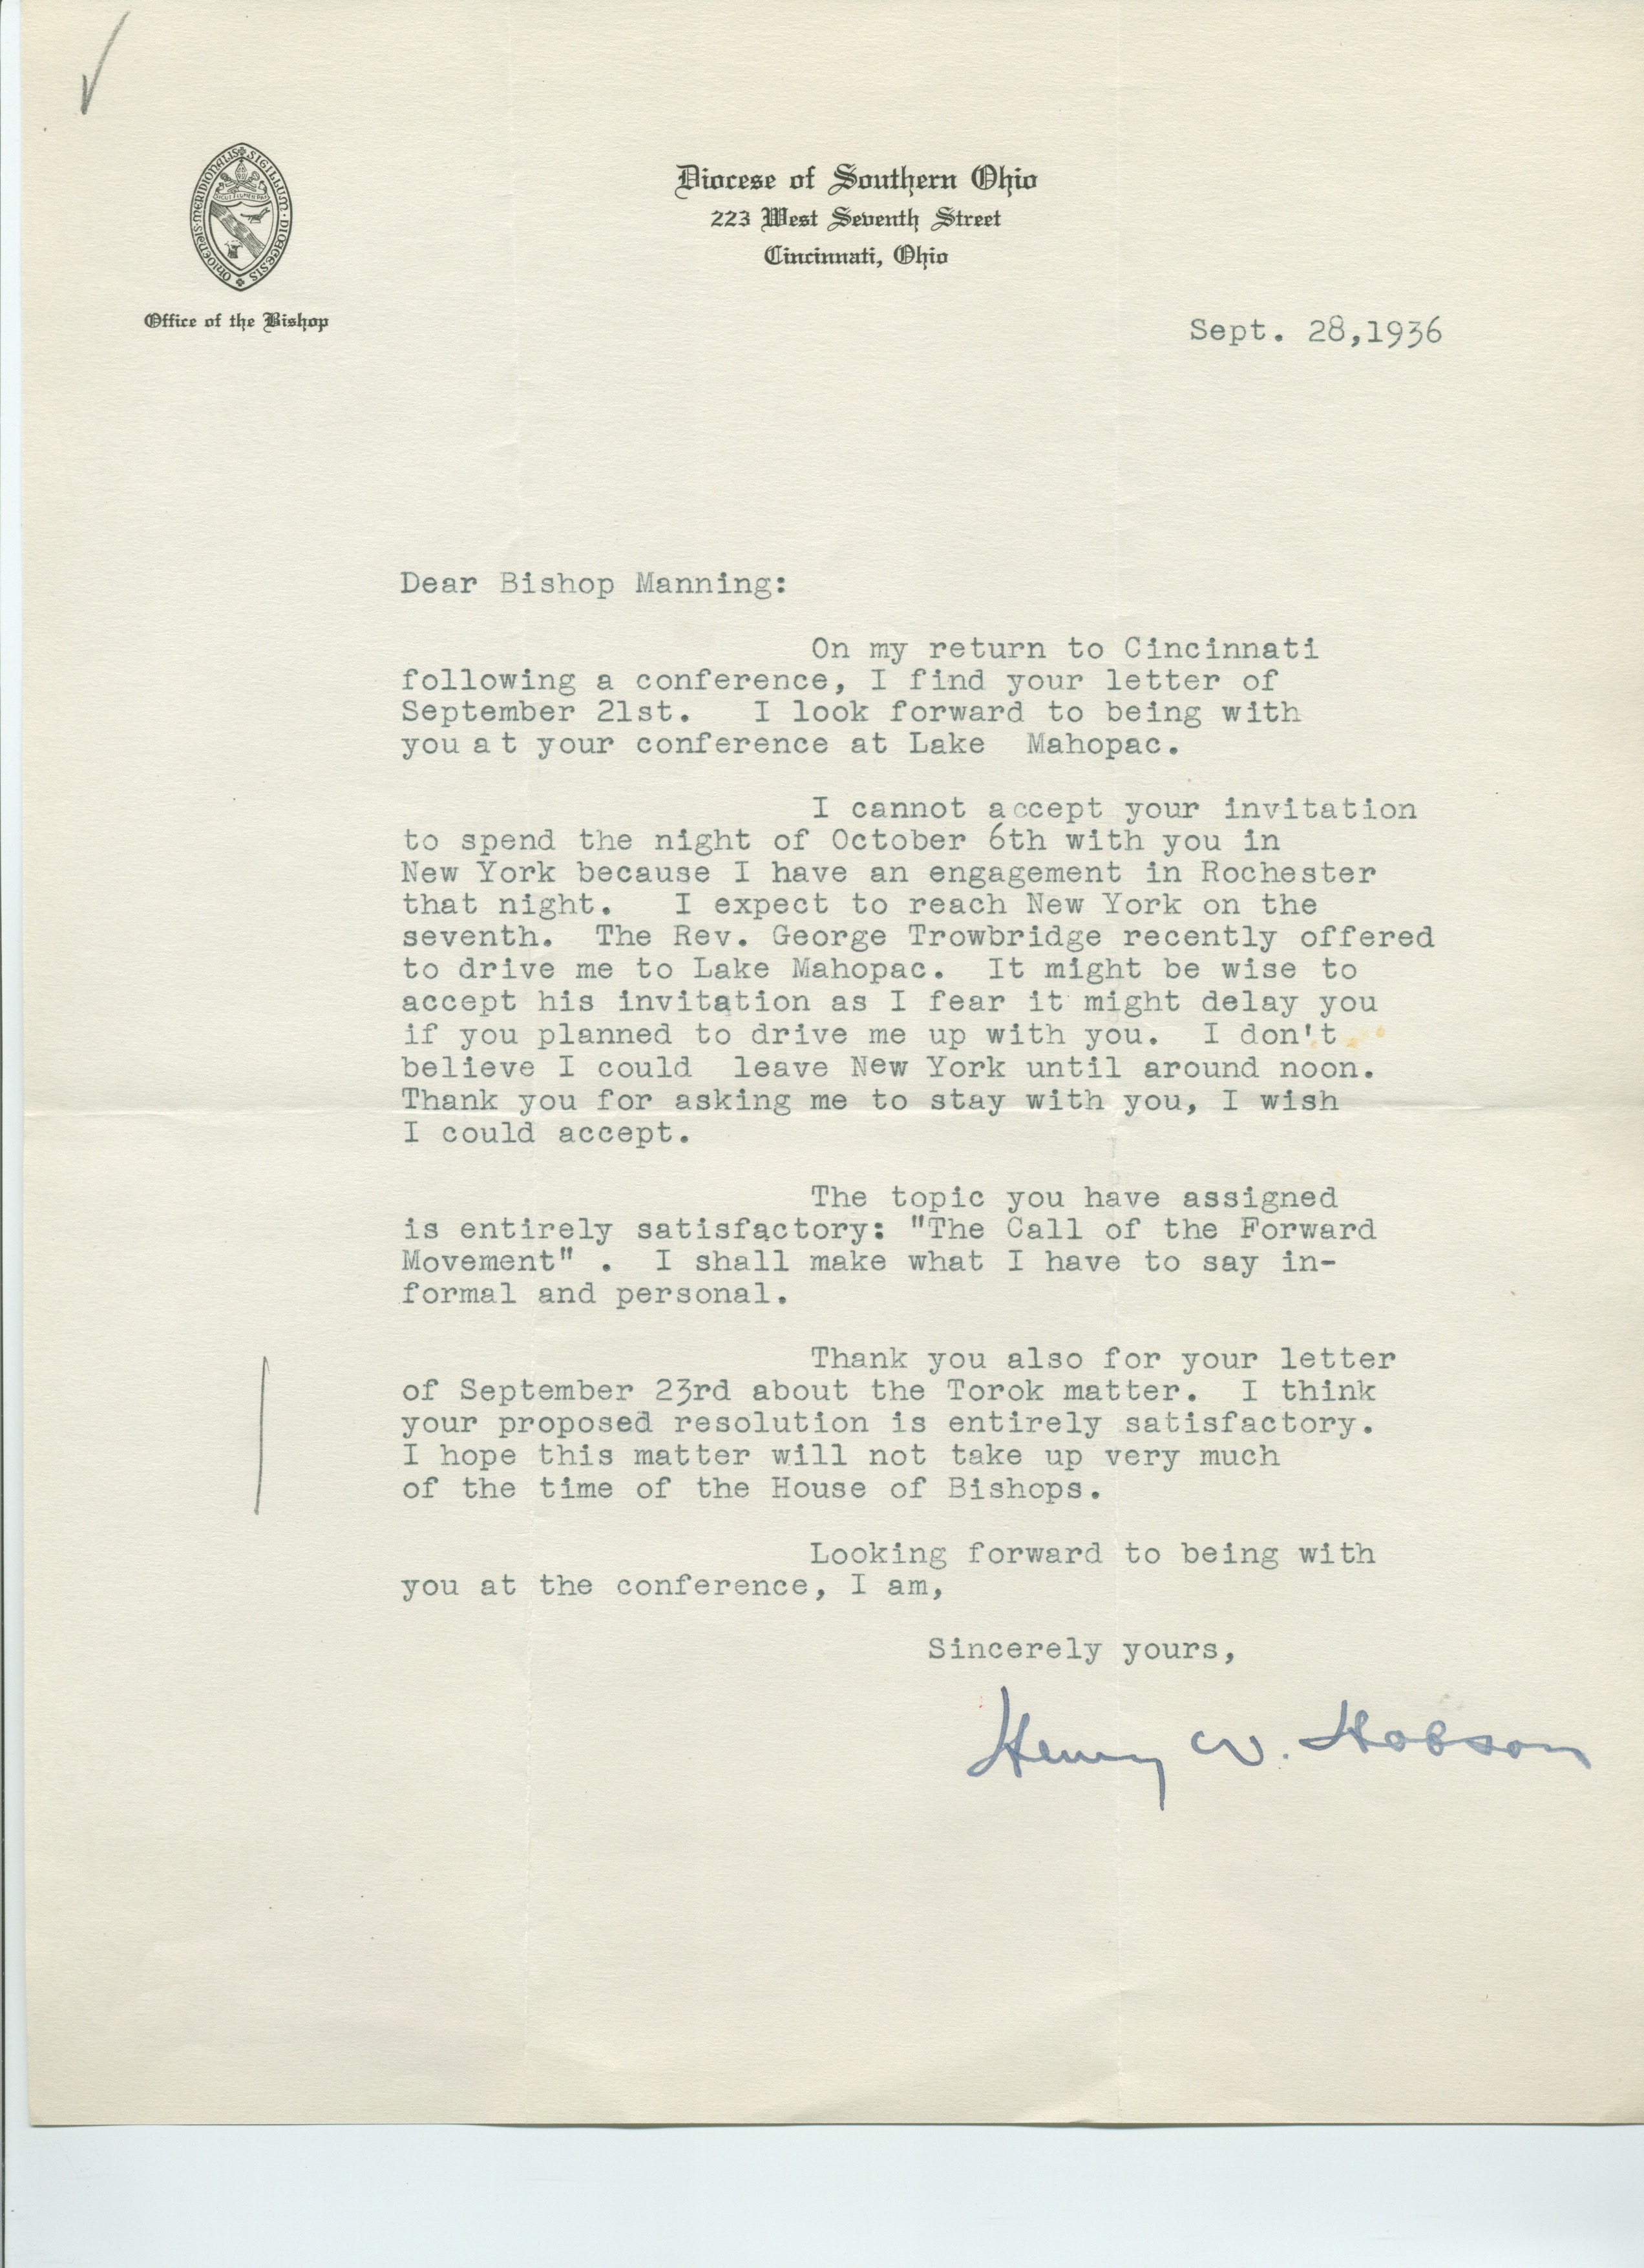 SIGILLUM · DIOCESIS OHIOENSIS · MERIDIONALIS
Office of the Bishop
Diocese of Southern Ohio
223 West Seventh Street
Cincinnati, Ohio
Sept. 28,1936
Dear Bishop Manning:
On my return to Cincinnati
following a conference, I find your letter of
September 21st. I look forward to being with
you at your conference at Lake Mahopac.
I cannot accept your invitation
to spend the night of October 6th with you in
New York because I have an engagement in Rochester
that night. I expect to reach New York on the
seventh. The Rev. George Trowbridge recently offered
to drive me to Lake Mahopac. It might be wise to
accept his invitation as I fear it might delay you
if you planned to drive me up with you. I don't
believe I could leave New York until around noon.
Thank you for asking me to stay with you, I wish
I could accept.
The topic you have assigned
is entirely satisfactory: "The Call of the Forward
Movement" . I shall make what I have to say in-
formal and personal.
Thank you also for your letter
of September 23rd about the Torok matter. I think
your proposed resolution is entirely satisfactory.
I hope this matter will not take up very much
of the time of the House of Bishops.
Looking forward to being with
you at the conference, I am,
Sincerely yours,
Henry W. Hobson